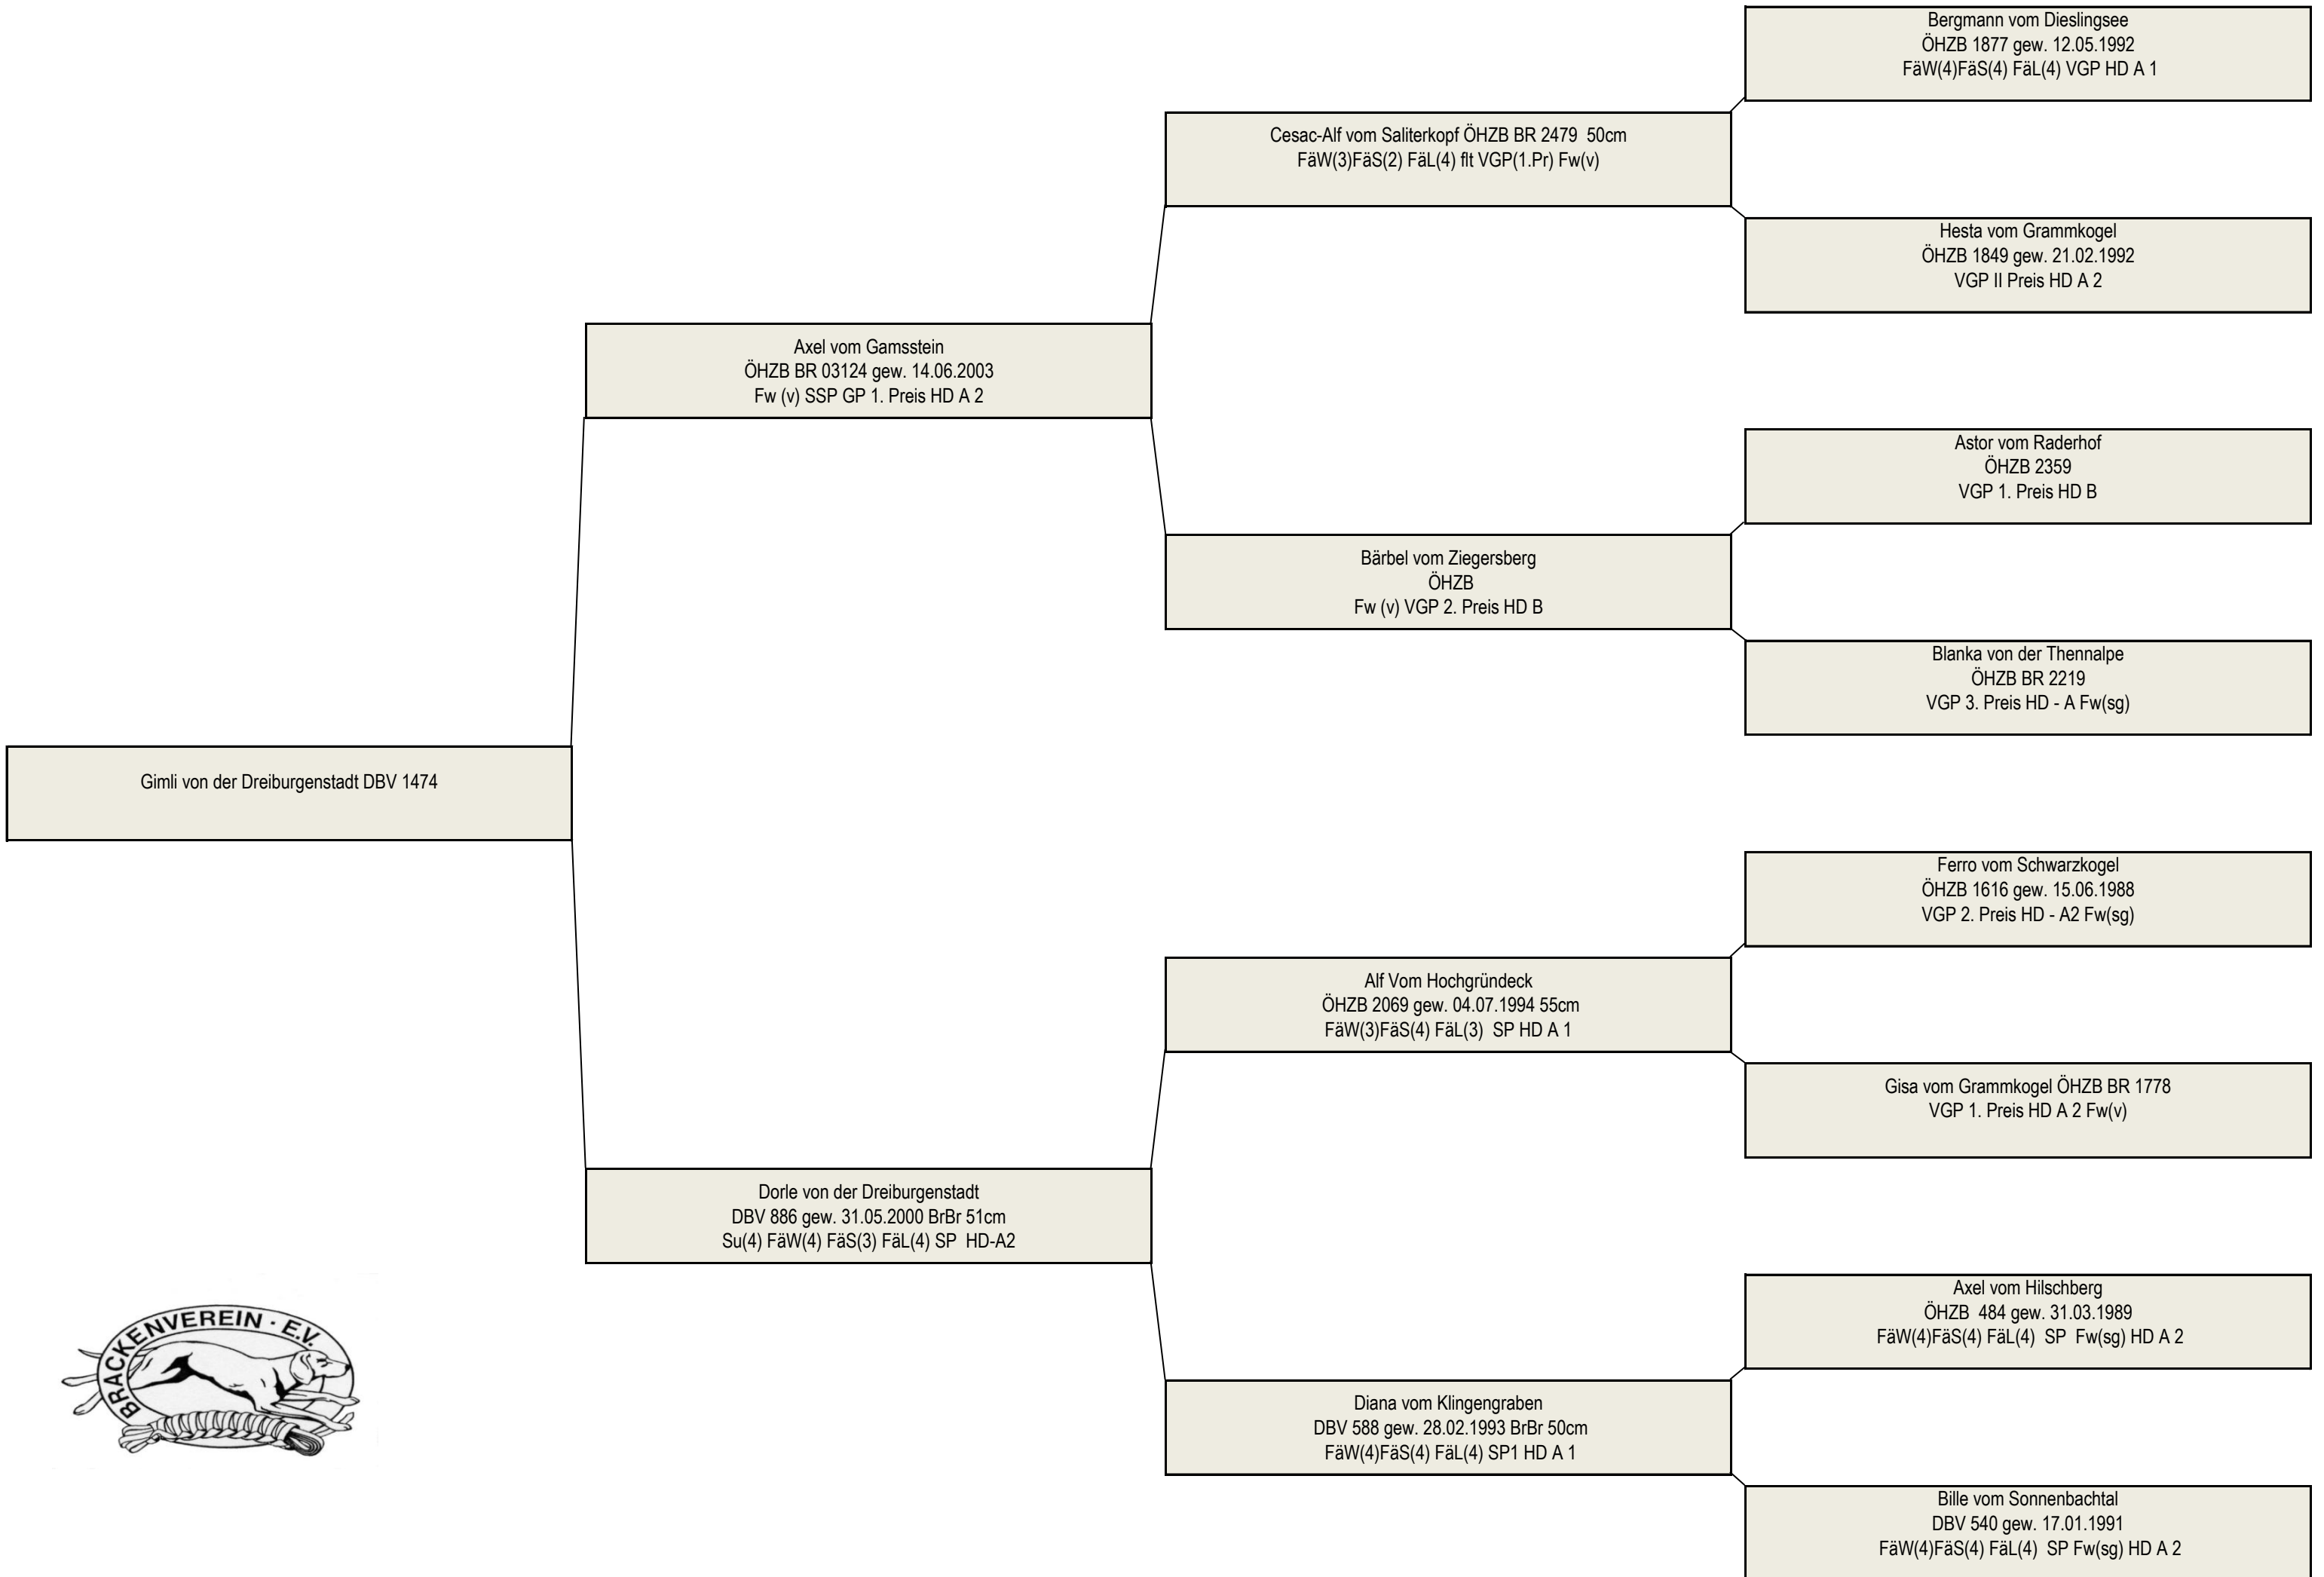 Bergmann vom Dieslingsee
ÖHZB 1877 gew. 12.05.1992
FäW(4)FäS(4) FäL(4) VGP HD A 1
Cesac-Alf vom Saliterkopf ÖHZB BR 2479  50cm
FäW(3)FäS(2) FäL(4) flt VGP(1.Pr) Fw(v)
Hesta vom Grammkogel
ÖHZB 1849 gew. 21.02.1992
VGP II Preis HD A 2
Axel vom Gamsstein
ÖHZB BR 03124 gew. 14.06.2003
Fw (v) SSP GP 1. Preis HD A 2
Astor vom Raderhof
ÖHZB 2359
VGP 1. Preis HD B
Bärbel vom Ziegersberg
ÖHZB
Fw (v) VGP 2. Preis HD B
Blanka von der Thennalpe
ÖHZB BR 2219
VGP 3. Preis HD - A Fw(sg)
Gimli von der Dreiburgenstadt DBV 1474
Ferro vom Schwarzkogel
ÖHZB 1616 gew. 15.06.1988
VGP 2. Preis HD - A2 Fw(sg)
Alf Vom Hochgründeck
ÖHZB 2069 gew. 04.07.1994 55cm
FäW(3)FäS(4) FäL(3)  SP HD A 1
Gisa vom Grammkogel ÖHZB BR 1778
VGP 1. Preis HD A 2 Fw(v)
Dorle von der Dreiburgenstadt
DBV 886 gew. 31.05.2000 BrBr 51cm
Su(4) FäW(4) FäS(3) FäL(4) SP  HD-A2
Axel vom Hilschberg
ÖHZB  484 gew. 31.03.1989
FäW(4)FäS(4) FäL(4)  SP  Fw(sg) HD A 2
Diana vom Klingengraben
DBV 588 gew. 28.02.1993 BrBr 50cm
FäW(4)FäS(4) FäL(4) SP1 HD A 1
Bille vom Sonnenbachtal
DBV 540 gew. 17.01.1991
FäW(4)FäS(4) FäL(4)  SP Fw(sg) HD A 2
BRACKENVEREIN · E.V.